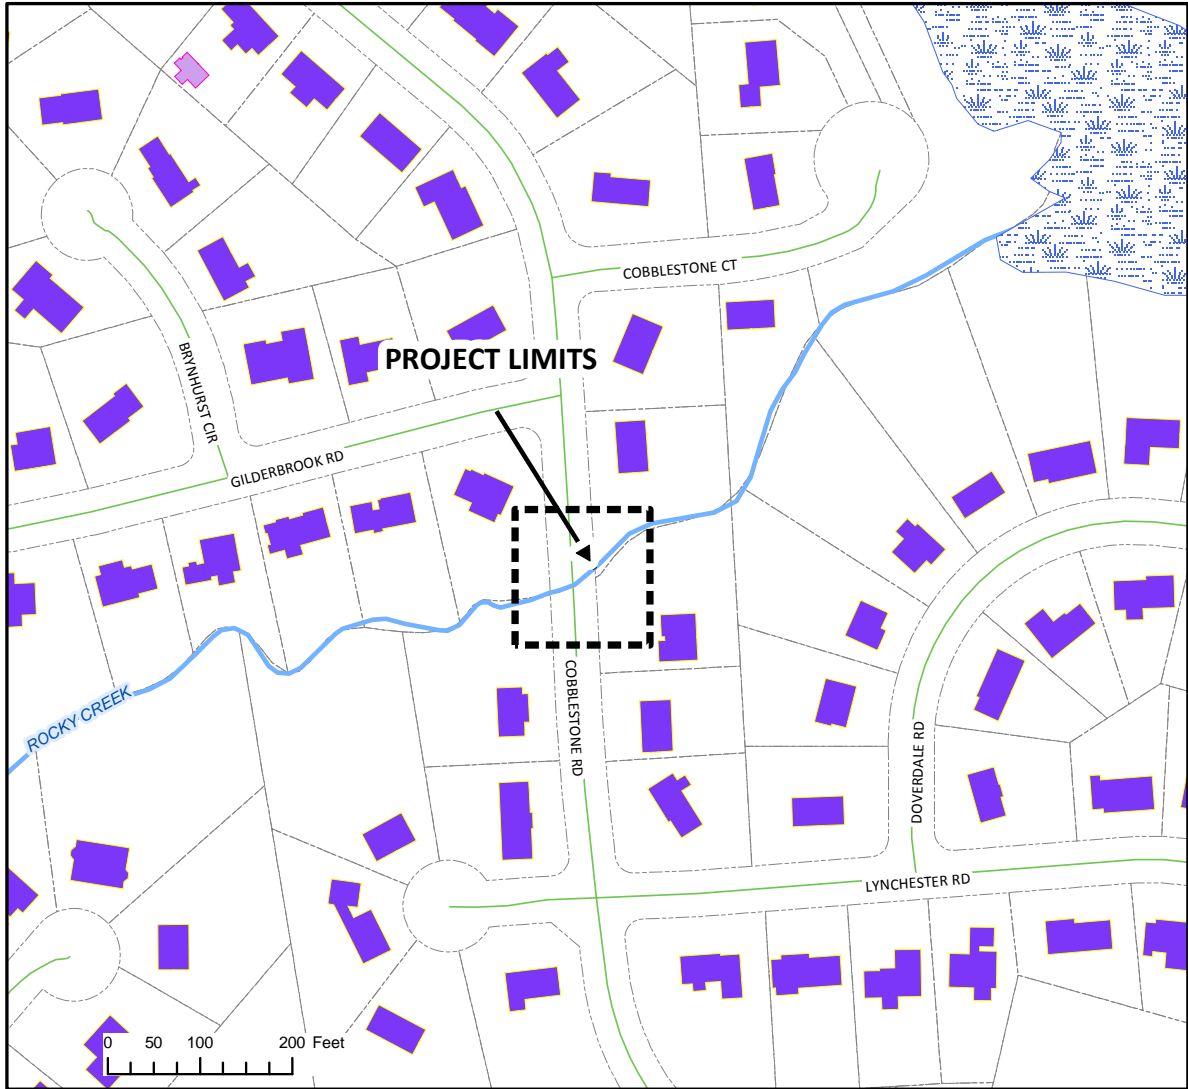 COBBLESTONE CT
BRYNHURST CIR
PROJECT LIMITS
GILDERBROOK RD
ROCKY CREEK
COBBLESTONE RD
DOVERDALE RD
LYNCHESTER RD
0 50 100 200 Feet